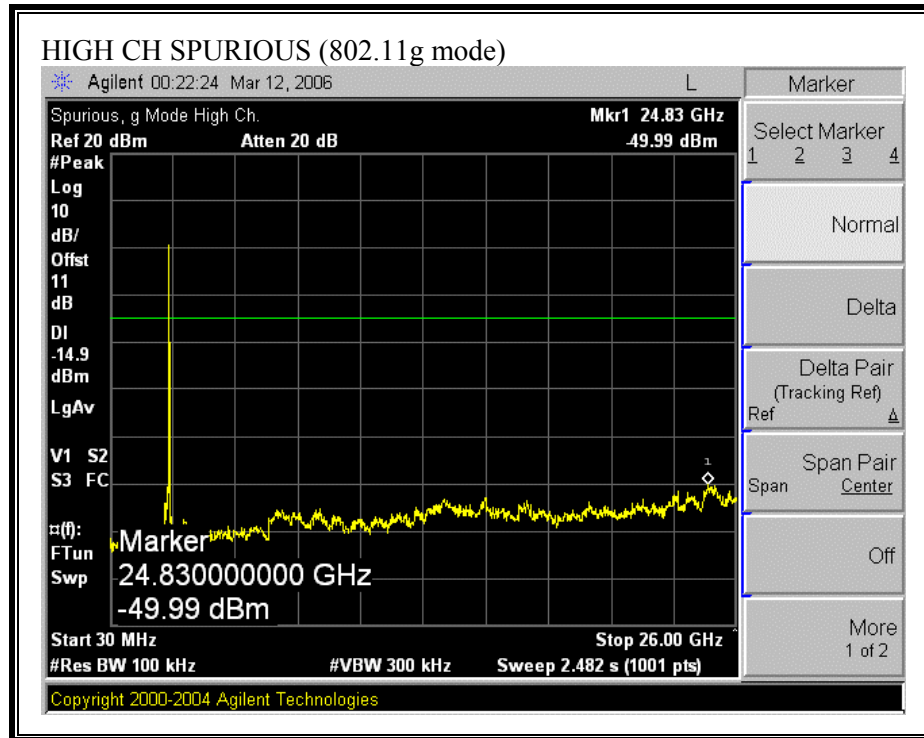 HIGH CH SPURIOUS (802.11g mode)
Agilent 00:22:24 Mar 12, 2006 L
Marker
Spurious, g Mode High Ch.
Mkr1 24.83 GHz
Ref 20 dBm Atten 20 dB -49.99 dBm
#Peak
Log
10
dB/
Offst
11
dB
DI
-14.9
dBm
LgAv
V1 S2
S3 FC
¤(f):
FTun
Swp
1
Marker
24.830000000 GHz
-49.99 dBm
Start 30 MHz Stop 26.00 GHz
#Res BW 100 kHz #VBW 300 kHz Sweep 2.482 s (1001 pts)
Copyright 2000-2004 Agilent Technologies
Select Marker
1 2 3 4
Normal
Delta
Delta Pair
(Tracking Ref)
Ref Δ
Span Pair
Span Center
Off
More
1 of 2